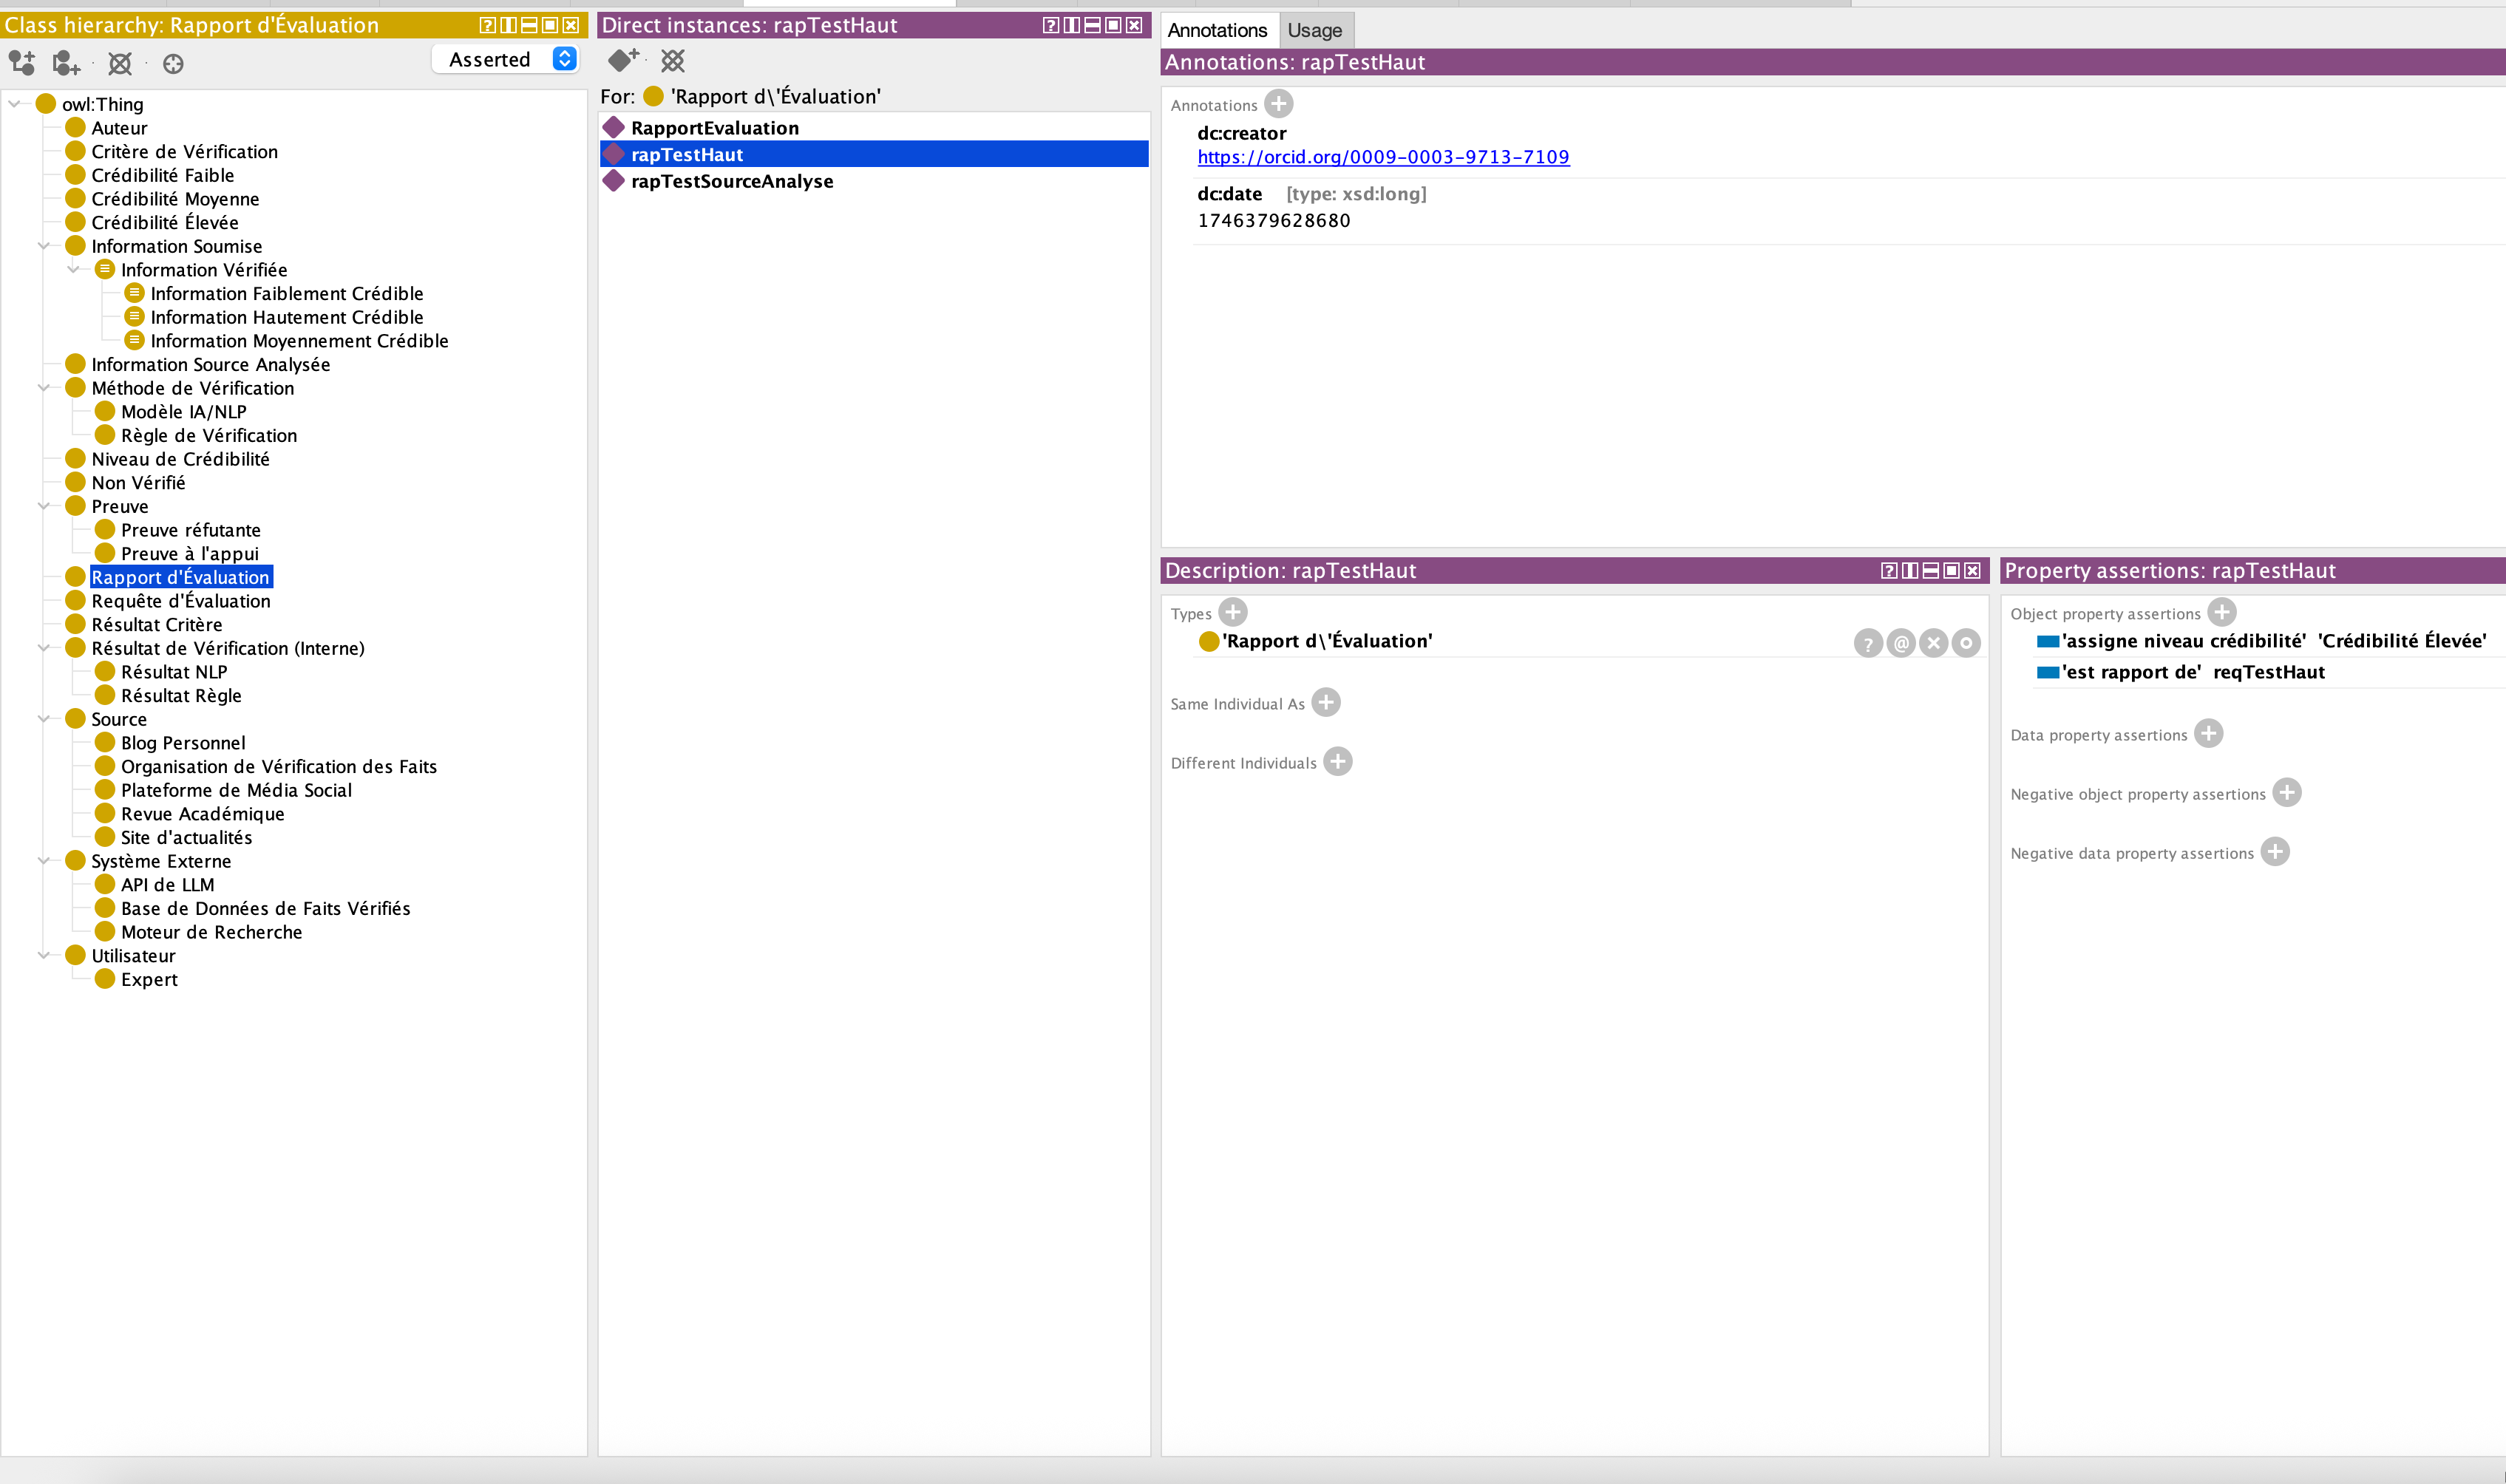 Class hierarchy: Rapport d'Évaluation
Asserted
owl:Thing
Auteur
Critère de Vérification
Crédibilité Faible
Crédibilité Moyenne
Crédibilité Élevée
Information Soumise
Information Vérifiée
Information Faiblement Crédible
Information Hautement Crédible
Information Moyennement Crédible
Information Source Analysée
Méthode de Vérification
Modèle IA/NLP
Règle de Vérification
Niveau de Crédibilité
Non Vérifié
Preuve
Preuve réfutante
Preuve à l'appui
Rapport d'Évaluation
Requête d'Évaluation
Résultat Critère
Résultat de Vérification (Interne)
Résultat NLP
Résultat Règle
Source
Blog Personnel
Organisation de Vérification des Faits
Plateforme de Média Social
Revue Académique
Site d'actualités
Système Externe
API de LLM
Base de Données de Faits Vérifiés
Moteur de Recherche
Utilisateur
Expert
Direct instances: rapTestHaut
For: 'Rapport d\'Évaluation'
RapportEvaluation
rapTestHaut
rapTestSourceAnalyse
Annotations Usage
Annotations: rapTestHaut
Annotations
dc:creator
https://orcid.org/0009-0003-9713-7109
dc:date [type: xsd:long]
1746379628680
Description: rapTestHaut
Types
'Rapport d\'Évaluation'
Same Individual As
Different Individuals
Property assertions: rapTestHaut
Object property assertions
'assigne niveau crédibilité' 'Crédibilité Élevée'
'est rapport de' reqTestHaut
Data property assertions
Negative object property assertions
Negative data property assertions